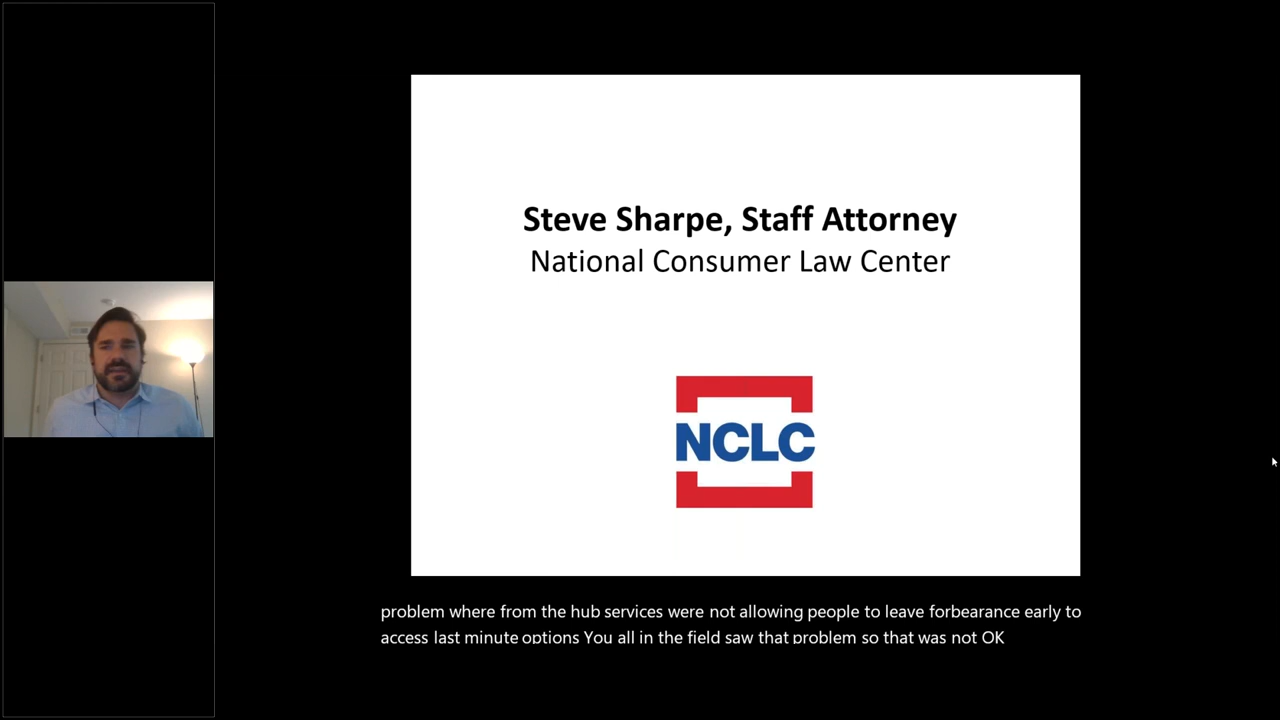 Steve Sharpe, Staff Attorney
National Consumer Law Center
NCLC
problem where from the hub services were not allowing people to leave forbearance early to
access last minute options You all in the field saw that problem so that was not OK